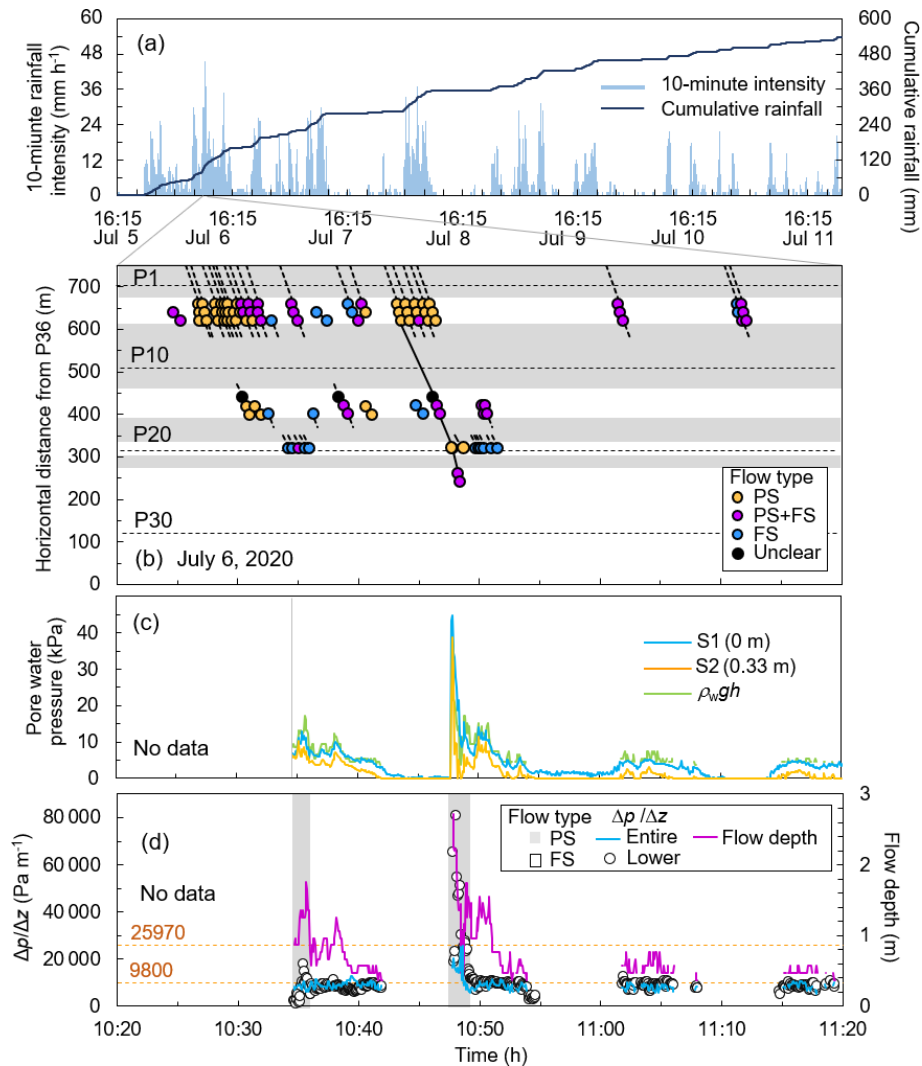 (a)
10-miunte rainfall
intensity (mm h⁻¹)
60
48
36
24
12
0
600
480
360
240
120
0
Cumulative rainfall
(mm)
10-minute intensity
Cumulative rainfall
16:15 16:15 16:15 16:15 16:15 16:15 16:15
Jul 5 Jul 6 Jul 7 Jul 8 Jul 9 Jul 10 Jul 11
Horizontal distance from P36 (m)
700
600
500
400
300
200
100
0
P1
P10
P20
P30
(b) July 6, 2020
Flow type
PS
PS+FS
FS
Unclear
(c)
Pore water
pressure (kPa)
40
30
20
10
0
No data
S1 (0 m)
S2 (0.33 m)
ρwgh
(d)
Δp/Δz (Pa m⁻¹)
80 000
60 000
40 000
20 000
0
No data
25970
9800
Flow type Δp /Δz
PS Entire Flow depth
FS Lower
3
2
1
0
Flow depth (m)
10:20 10:30 10:40 10:50 11:00 11:10 11:20
Time (h)